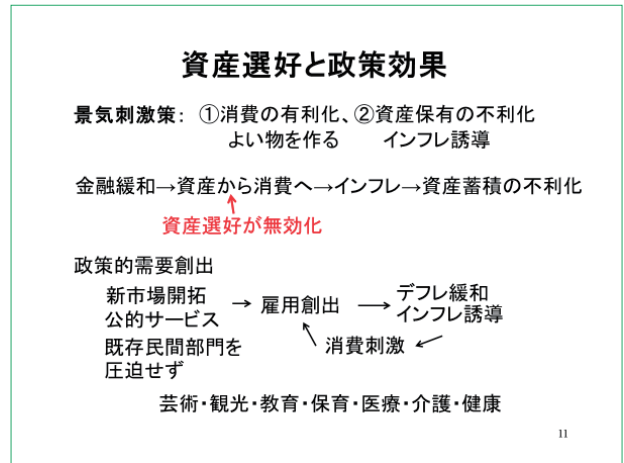 資産選好と政策効果
景気刺激策： ①消費の有利化、②資産保有の不利化
よい物を作る インフレ誘導
金融緩和→資産から消費へ→インフレ→資産蓄積の不利化
資産選好が無効化
政策的需要創出
新市場開拓
公的サービス
既存民間部門を
圧迫せず
→ 雇用創出 →
デフレ緩和
インフレ誘導
消費刺激
芸術・観光・教育・保育・医療・介護・健康
11